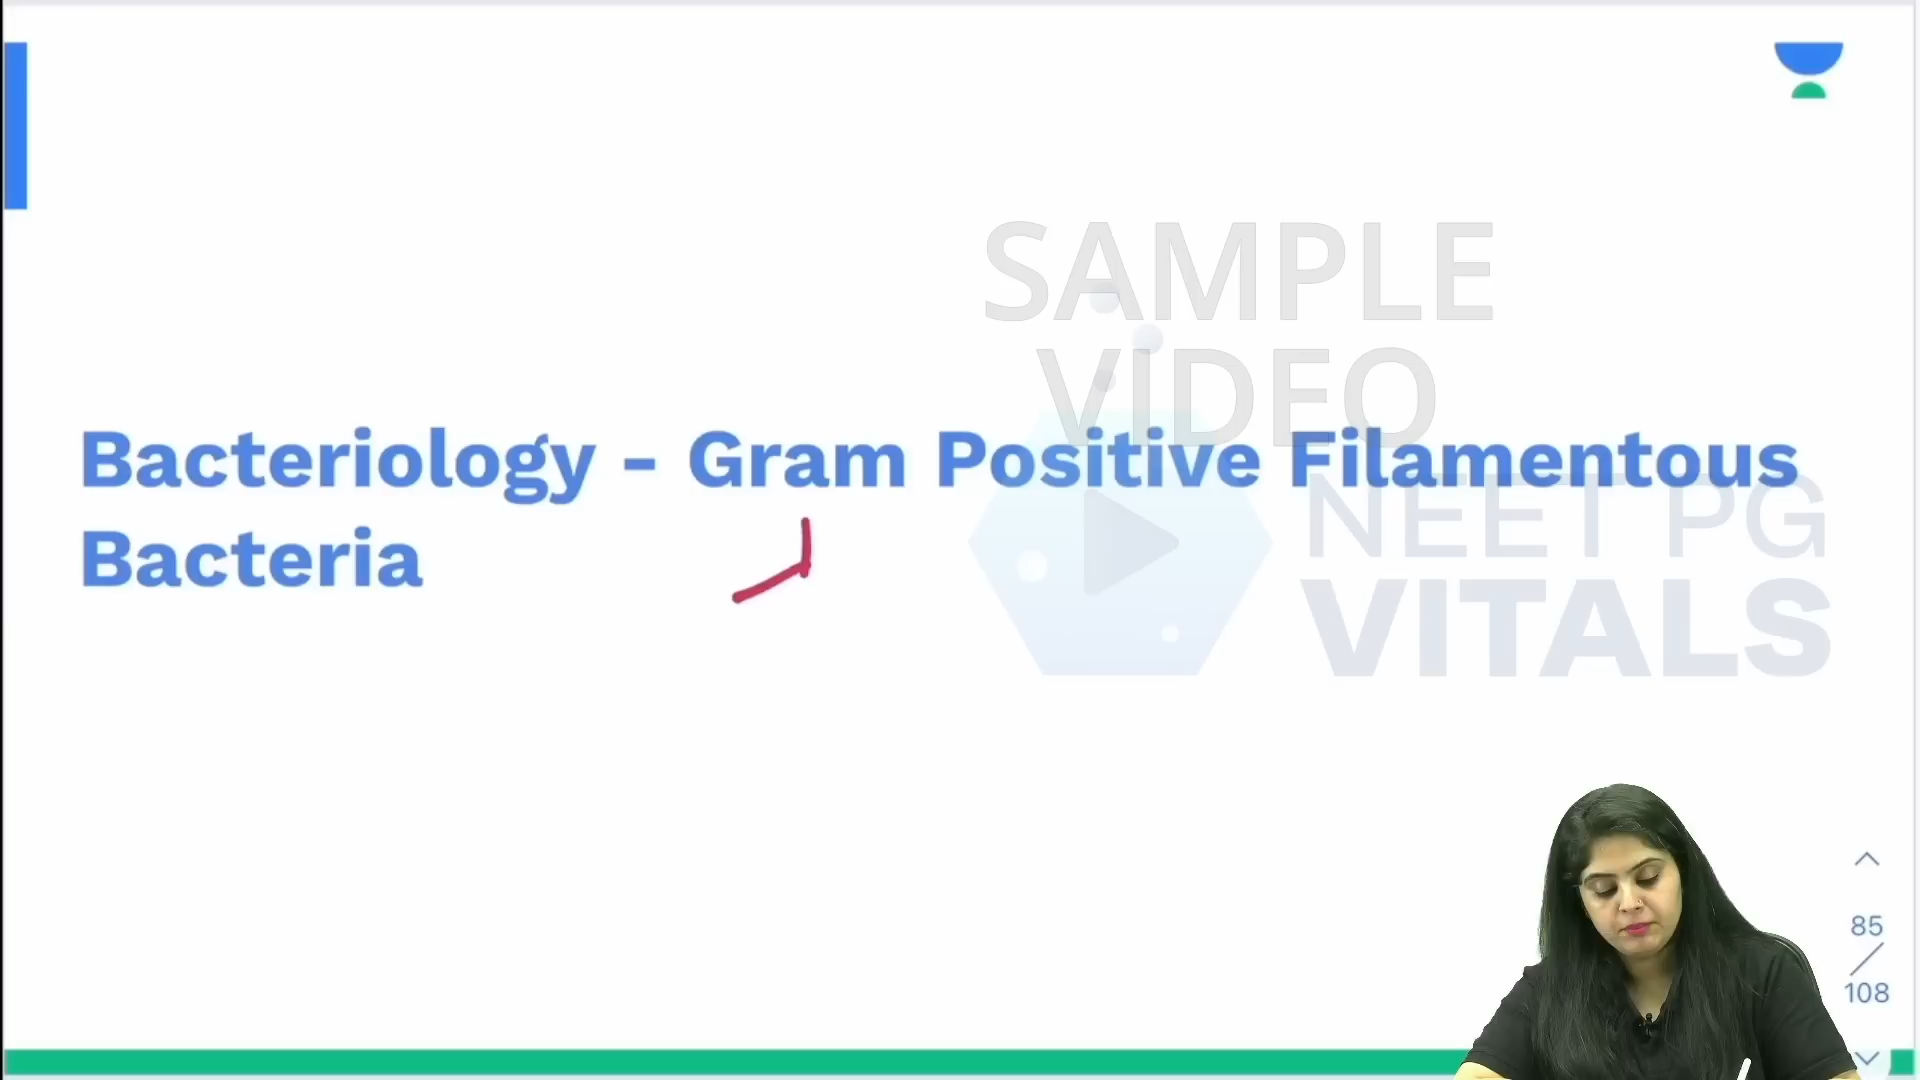 SAMPLE
VIDEO
Bacteriology - Gram Positive Filamentous
Bacteria
NEET PG
VITALS
85
108